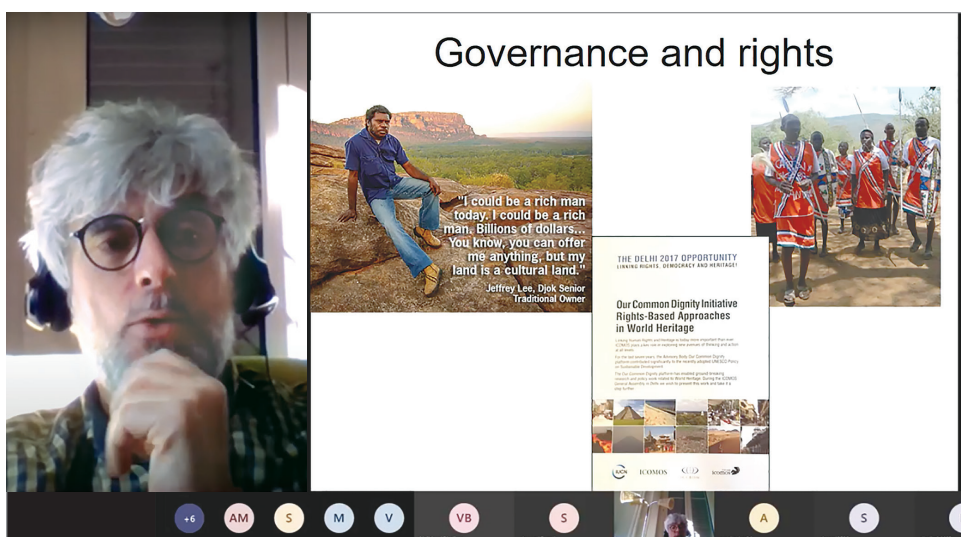 Governance and rights
"I could be a rich man
today. I could be a rich
man. Billions of dollars...
You know, you can offer
me anything, but my
land is a cultural land."
Jeffrey Lee, Djok Senior
Traditional Owner
THE DELHI 2017 OPPORTUNITY
LINKING RIGHTS, DEMOCRACY AND HERITAGE!
Our Common Dignity Initiative
Rights-Based Approaches
in World Heritage
IUCN
ICOMOS
+6
AM
S
M
V
VB
S
A
S